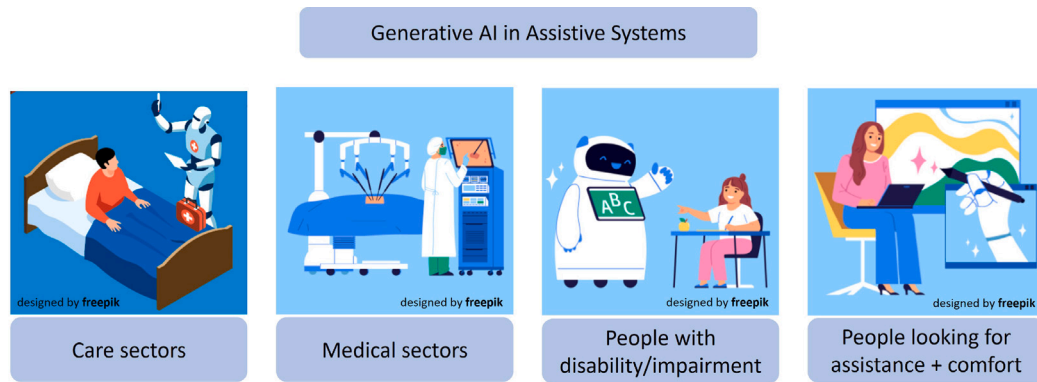 Generative AI in Assistive Systems
A B C
designed by freepik
designed by freepik
designed by freepik
designed by freepik
Care sectors
Medical sectors
People with
disability/impairment
People looking for
assistance + comfort